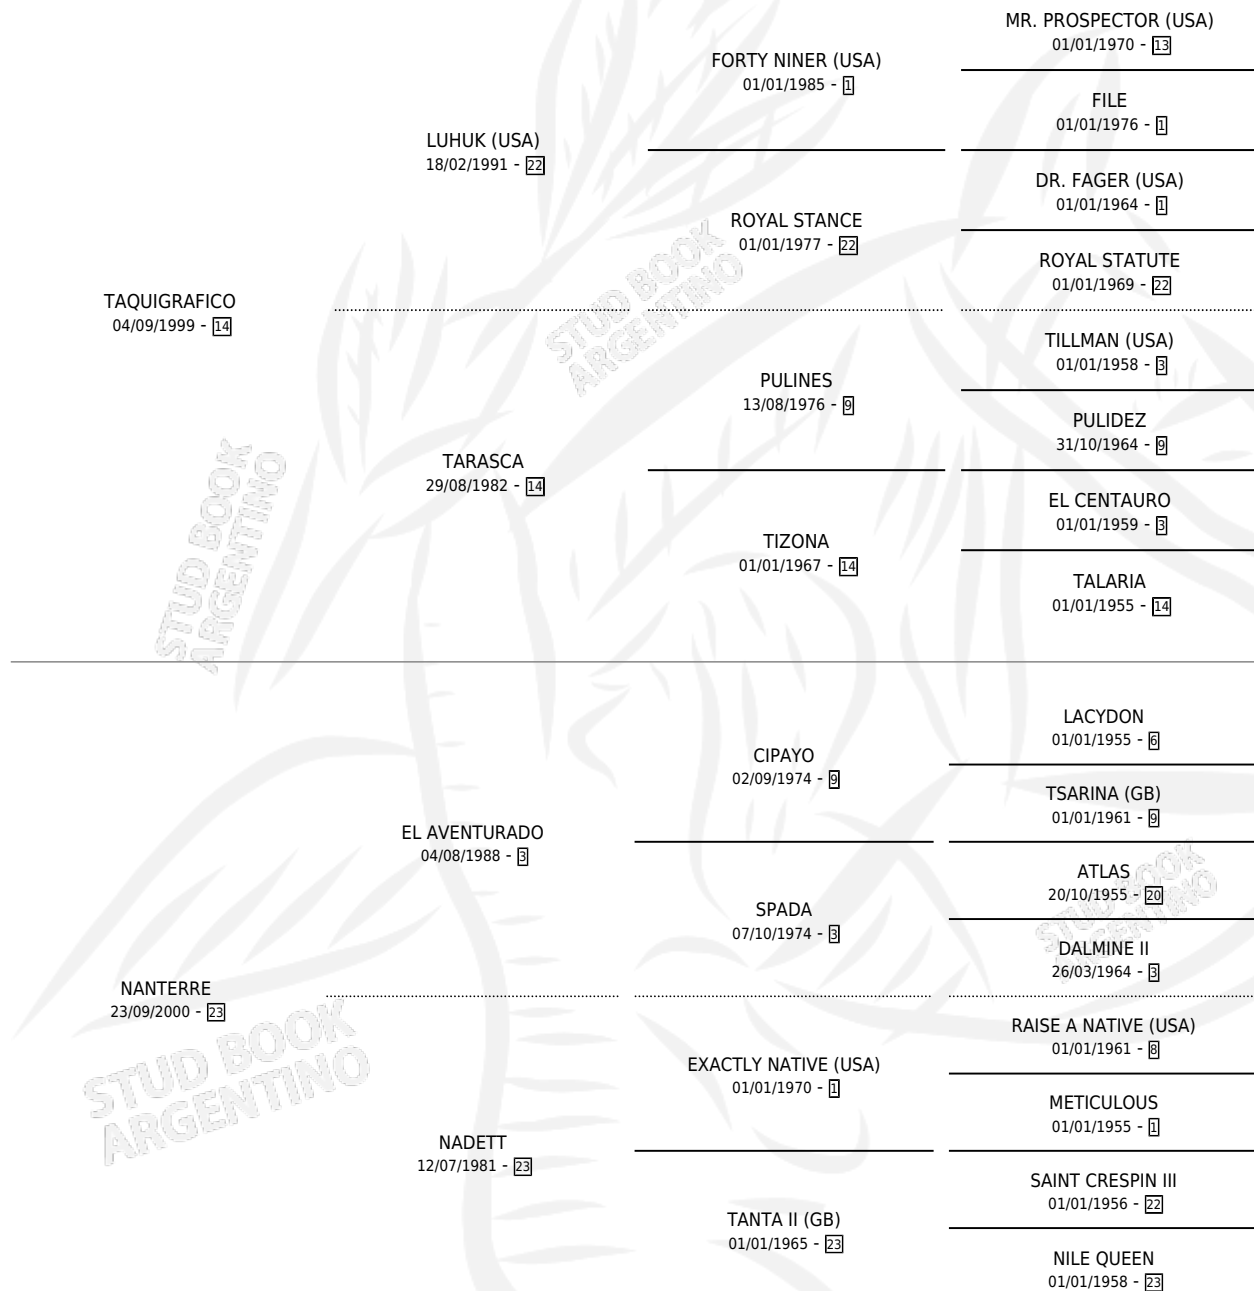 MR. PROSPECTOR (USA)
01/01/1970 - 13
FORTY NINER (USA)
01/01/1985 - 1
FILE
01/01/1976 - 1
LUHUK (USA)
18/02/1991 - 22
DR. FAGER (USA)
01/01/1964 - 1
ROYAL STANCE
01/01/1977 - 22
ROYAL STATUTE
01/01/1969 - 22
TAQUIGRAFICO
04/09/1999 - 14
STUD BOOK
ARGENTINO
TILLMAN (USA)
01/01/1958 - 3
PULINES
13/08/1976 - 9
PULIDEZ
31/10/1964 - 9
TARASCA
29/08/1982 - 14
EL CENTAURO
01/01/1959 - 3
TIZONA
01/01/1967 - 14
TALARIA
01/01/1955 - 14
STUD BOOK
ARGENTINO
LACYDON
01/01/1955 - 6
CIPAYO
02/09/1974 - 9
TSARINA (GB)
01/01/1961 - 9
EL AVENTURADO
04/08/1988 - 3
ATLAS
20/10/1955 - 20
STUD BOOK
ARGENTINO
SPADA
07/10/1974 - 3
DALMINE II
26/03/1964 - 3
NANTERRE
23/09/2000 - 23
STUD BOOK
ARGENTINO
RAISE A NATIVE (USA)
01/01/1961 - 8
EXACTLY NATIVE (USA)
01/01/1970 - 1
METICULOUS
01/01/1955 - 1
NADETT
12/07/1981 - 23
SAINT CRESPIN III
01/01/1956 - 22
TANTA II (GB)
01/01/1965 - 23
NILE QUEEN
01/01/1958 - 23